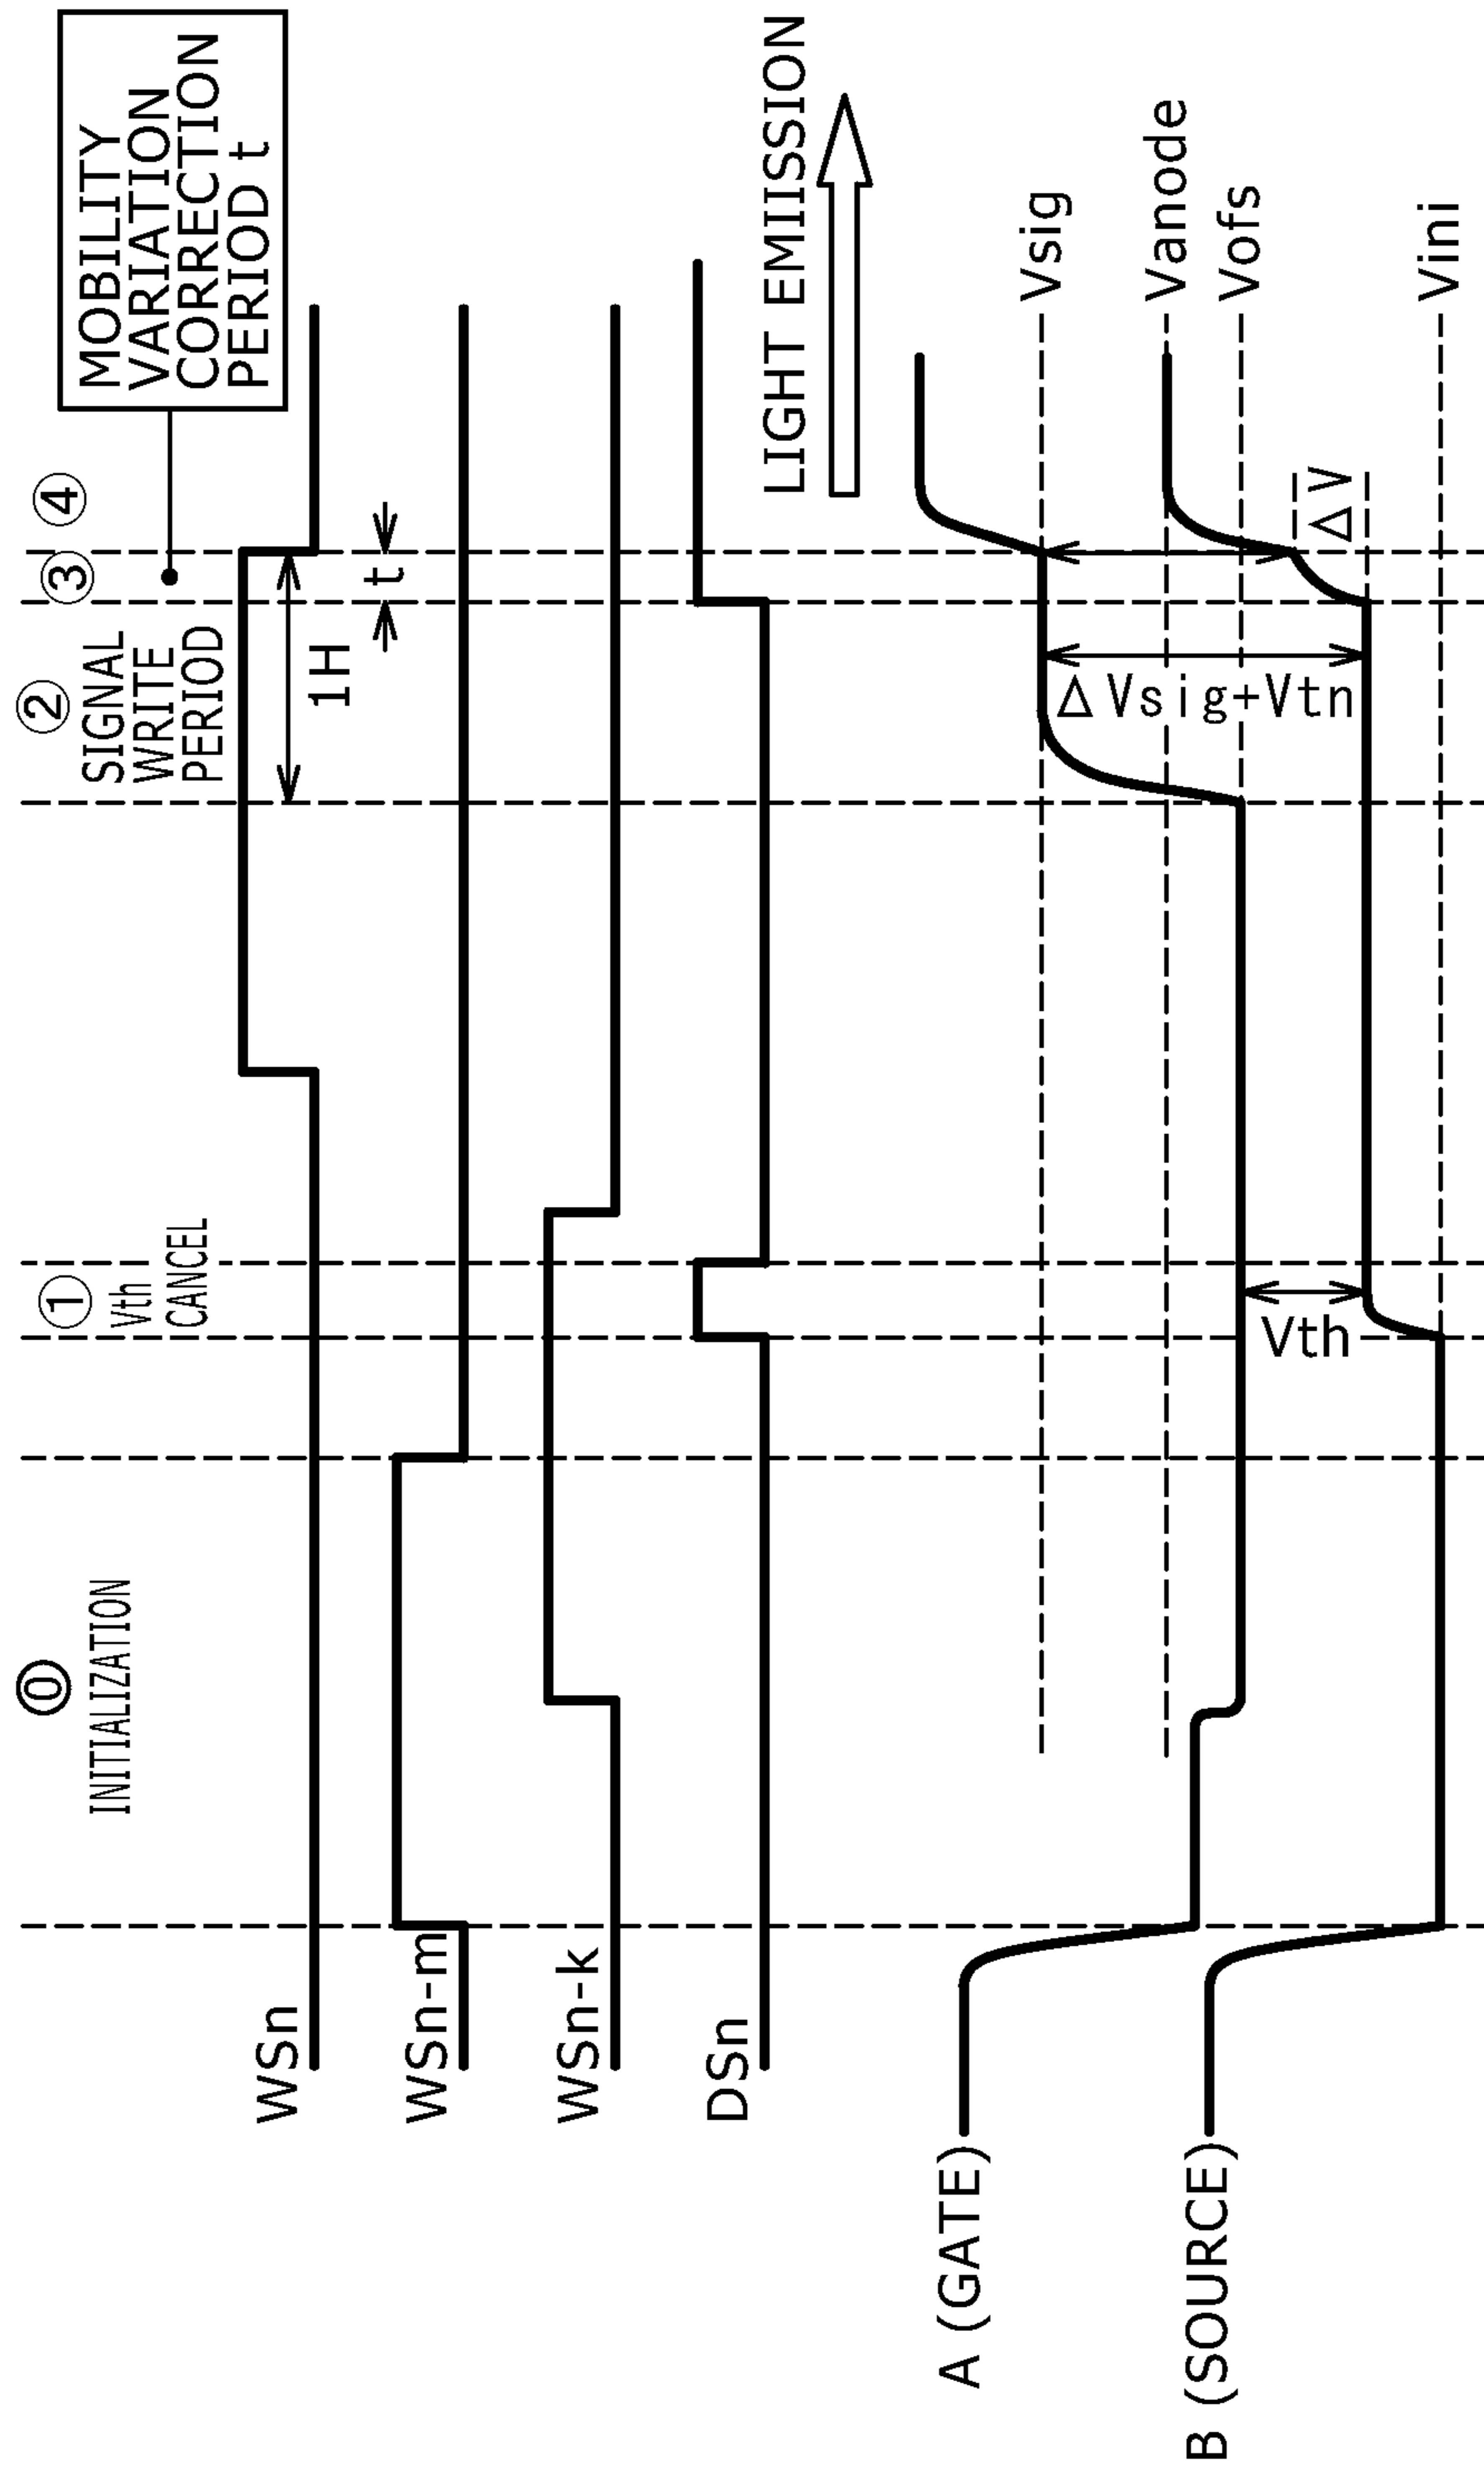 ⓪
INITIALIZATION
①
Vth
CANCEL
②
SIGNAL
WRITE
PERIOD
③
④
MOBILITY
VARIATION
CORRECTION
PERIOD t
WSn
1H
t
WSn-m
WSn-k
DSn
LIGHT EMISSION
A (GATE)
Vsig
Vanode
B (SOURCE)
Vofs
ΔVsig+Vtn
Vth
ΔV
Vini